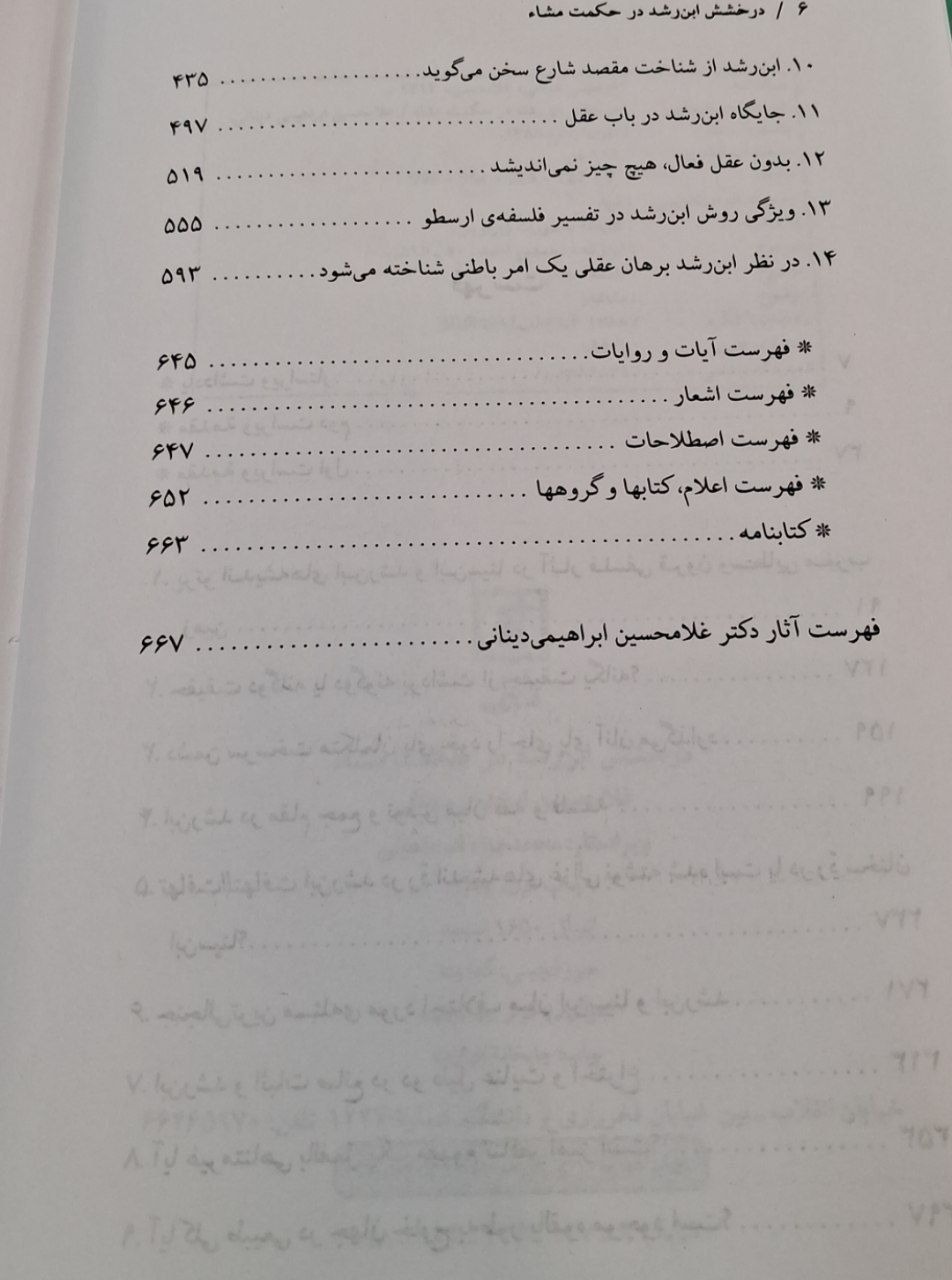 ۶ / درخشش ابن‌رشد در حکمت مشاء
۱۰. ابن‌رشد از شناخت مقصد شارع سخن می‌گوید .................... ۴۳۵
۱۱. جایگاه ابن‌رشد در باب عقل .................................. ۴۹۷
۱۲. بدون عقل فعال، هیچ چیز نمی‌اندیشد ........................... ۵۱۹
۱۳. ویژگی روش ابن‌رشد در تفسیر فلسفه‌ی ارسطو .................... ۵۵۵
۱۴. در نظر ابن‌رشد برهان عقلی یک امر باطنی شناخته می‌شود .......... ۵۹۳
* فهرست آیات و روایات ................................... ۶۴۵
* فهرست اشعار .......................................... ۶۴۶
* فهرست اصطلاحات ...................................... ۶۴۷
* فهرست اعلام، کتابها و گروهها .............................. ۶۵۲
* کتابنامه .............................................. ۶۶۳
فهرست آثار دکتر غلامحسین ابراهیمی‌دینانی ........................ ۶۶۷